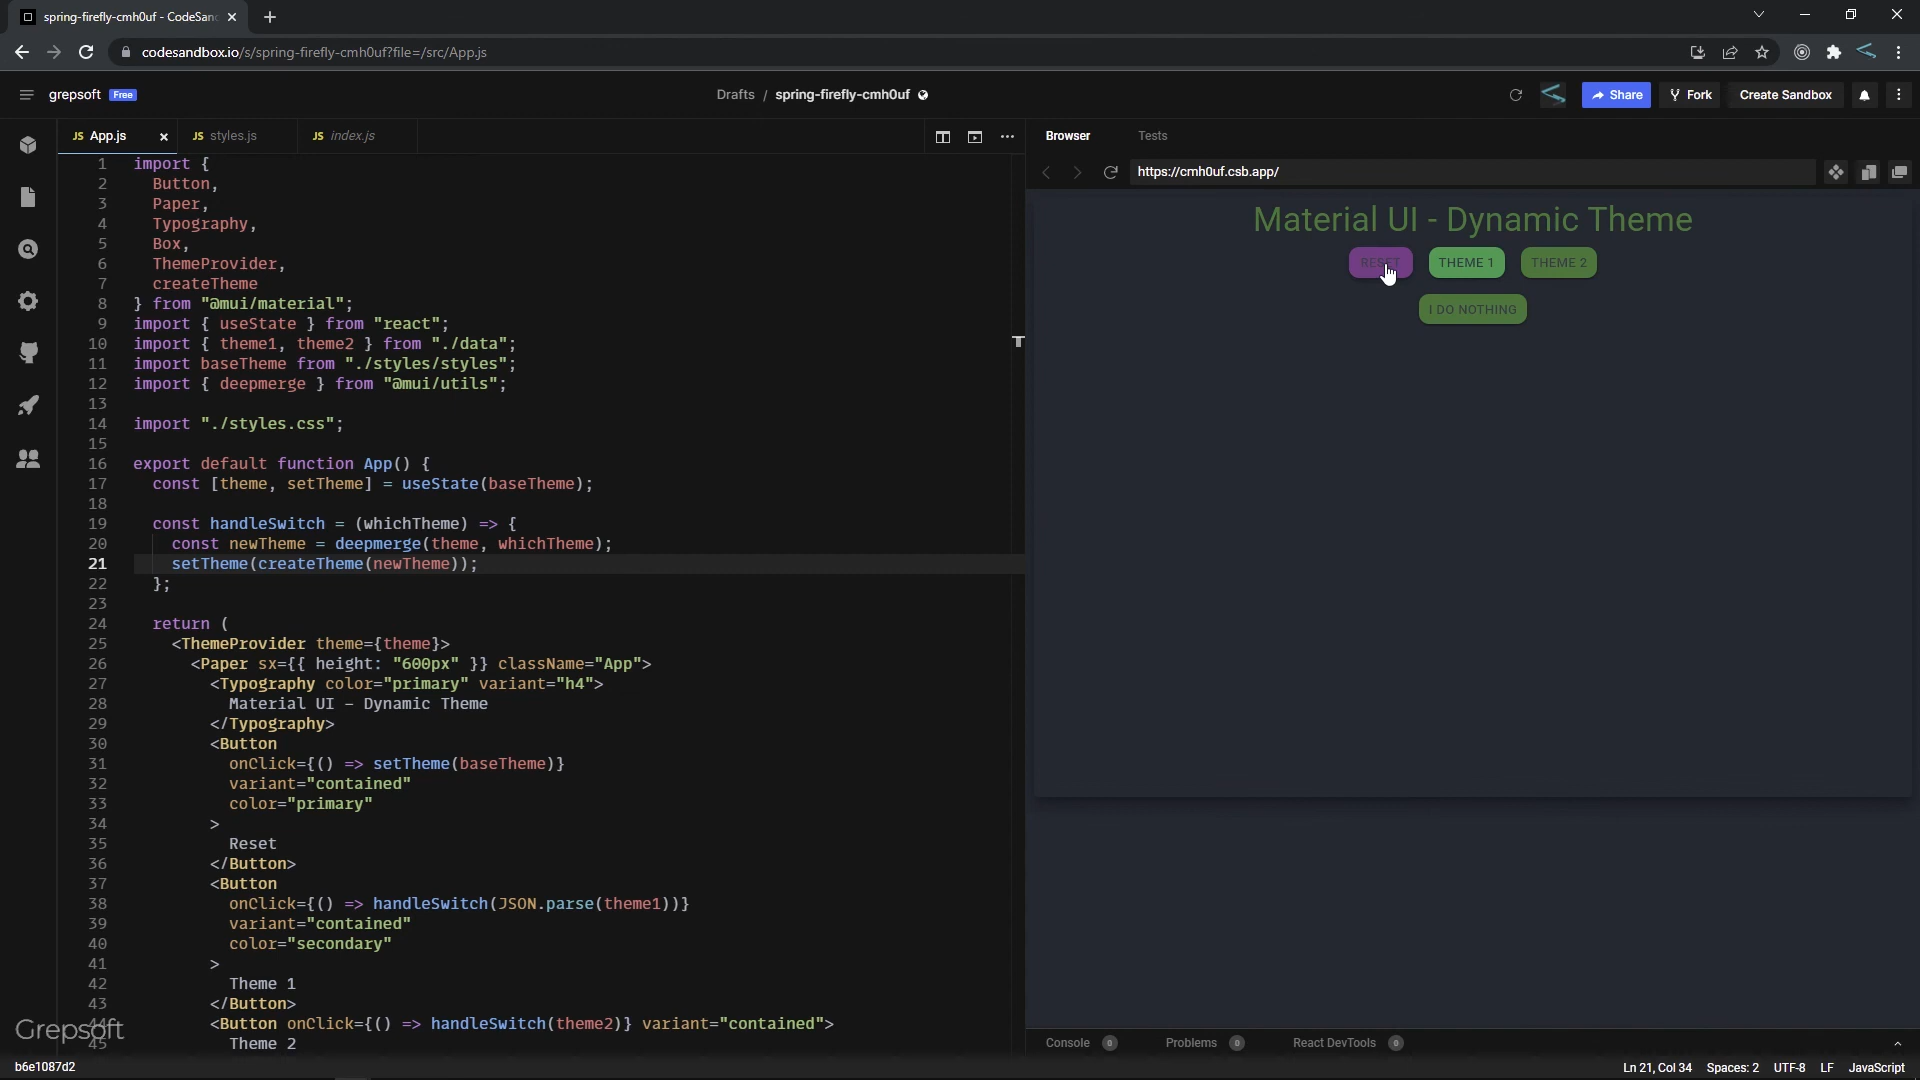 spring-firefly-cmh0uf - CodeSan
codesandbox.io/s/spring-firefly-cmh0uf?file=/src/App.js
grepsoft Free
Drafts / spring-firefly-cmh0uf
Share
Fork
Create Sandbox
JS App.js
JS styles.js
JS index.js
Browser
Tests
https://cmh0uf.csb.app/
1 import {
2 Button,
3 Paper,
4 Typography,
5 Box,
6 ThemeProvider,
7 createTheme
8 } from "@mui/material";
9 import { useState } from "react";
10 import { theme1, theme2 } from "./data";
11 import baseTheme from "./styles/styles";
12 import { deepmerge } from "@mui/utils";
13
14 import "./styles.css";
15
16 export default function App() {
17 const [theme, setTheme] = useState(baseTheme);
18
19 const handleSwitch = (whichTheme) => {
20 const newTheme = deepmerge(theme, whichTheme);
21 setTheme(createTheme(newTheme));
22 };
23
24 return (
25 <ThemeProvider theme={theme}>
26 <Paper sx={{ height: "600px" }} className="App">
27 <Typography color="primary" variant="h4">
28 Material UI - Dynamic Theme
29 </Typography>
30 <Button
31 onClick={() => setTheme(baseTheme)}
32 variant="contained"
33 color="primary"
34 >
35 Reset
36 </Button>
37 <Button
38 onClick={() => handleSwitch(JSON.parse(theme1))}
39 variant="contained"
40 color="secondary"
41 >
42 Theme 1
43 </Button>
44 <Button onClick={() => handleSwitch(theme2)} variant="contained">
45 Theme 2
Grepsoft
Material UI - Dynamic Theme
RESET
THEME 1
THEME 2
I DO NOTHING
Console 0
Problems 0
React DevTools 0
b6e1087d2
Ln 21, Col 34
Spaces: 2
UTF-8
LF
JavaScript